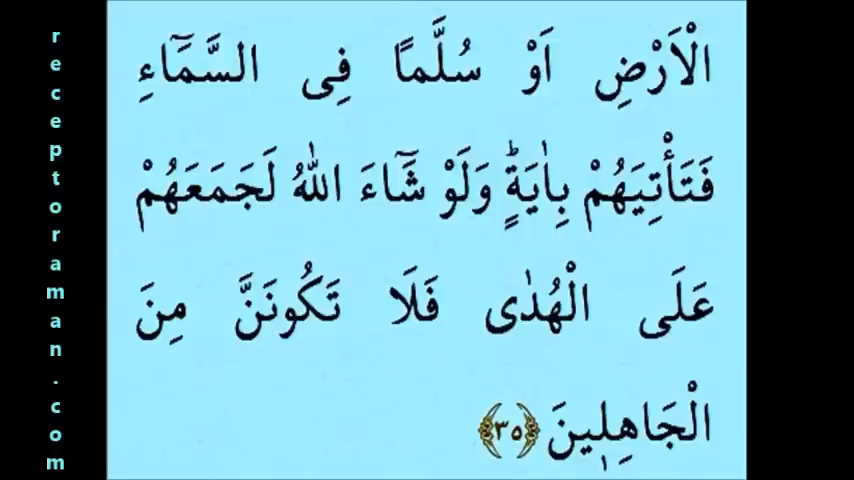 الْاَرْضِ اَوْ سُلَّمًا فِى السَّمَٓاءِ
فَتَأْتِيَهُمْ بِاٰيَةٍۜ وَلَوْ شَٓاءَ اللّٰهُ لَجَمَعَهُمْ
عَلَى الْهُدٰى فَلَا تَكُونَنَّ مِنَ
الْجَاهِلٖينَ ﴿٣٥﴾
receptoraman.com